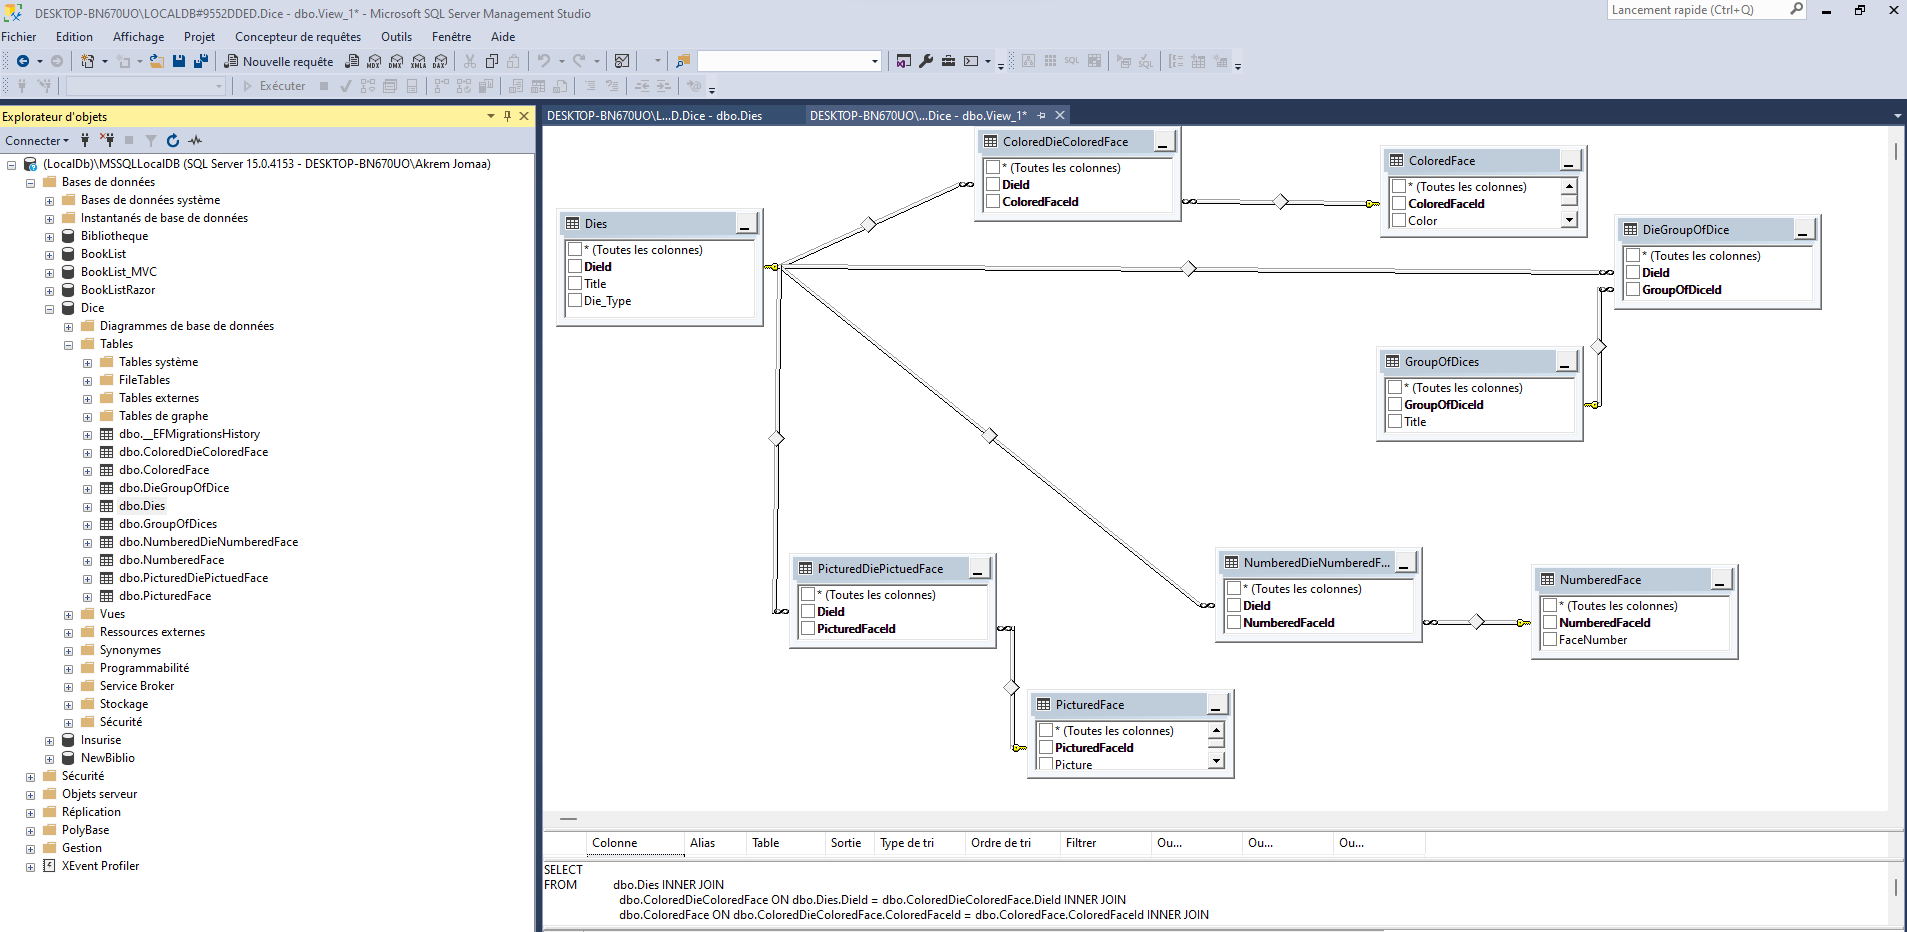 DESKTOP-BN670UO\LOCALDB#9552DDED.Dice - dbo.View_1* - Microsoft SQL Server Management Studio
Lancement rapide (Ctrl+Q)
Fichier Edition Affichage Projet Concepteur de requêtes Outils Fenêtre Aide
Nouvelle requête MDX DMX XMLA DAX
SQL
Exécuter
Explorateur d'objets
Connecter
(LocalDb)\MSSQLLocalDB (SQL Server 15.0.4153 - DESKTOP-BN670UO\Akrem Jomaa)
Bases de données
Bases de données système
Instantanés de base de données
Bibliotheque
BookList
BookList_MVC
BookListRazor
Dice
Diagrammes de base de données
Tables
Tables système
FileTables
Tables externes
Tables de graphe
dbo.__EFMigrationsHistory
dbo.ColoredDieColoredFace
dbo.ColoredFace
dbo.DieGroupOfDice
dbo.Dies
dbo.GroupOfDices
dbo.NumberedDieNumberedFace
dbo.NumberedFace
dbo.PicturedDiePictuedFace
dbo.PicturedFace
Vues
Ressources externes
Synonymes
Programmabilité
Service Broker
Stockage
Sécurité
Insurise
NewBiblio
Sécurité
Objets serveur
Réplication
PolyBase
Gestion
XEvent Profiler
DESKTOP-BN670UO\L...D.Dice - dbo.Dies
DESKTOP-BN670UO\...Dice - dbo.View_1*
Dies
* (Toutes les colonnes)
DieId
Title
Die_Type
ColoredDieColoredFace
* (Toutes les colonnes)
DieId
ColoredFaceId
ColoredFace
* (Toutes les colonnes)
ColoredFaceId
Color
DieGroupOfDice
* (Toutes les colonnes)
DieId
GroupOfDiceId
GroupOfDices
* (Toutes les colonnes)
GroupOfDiceId
Title
PicturedDiePictuedFace
* (Toutes les colonnes)
DieId
PicturedFaceId
NumberedDieNumberedF...
* (Toutes les colonnes)
DieId
NumberedFaceId
NumberedFace
* (Toutes les colonnes)
NumberedFaceId
FaceNumber
PicturedFace
* (Toutes les colonnes)
PicturedFaceId
Picture
Colonne Alias Table Sortie Type de tri Ordre de tri Filtrer Ou... Ou... Ou...
SELECT
FROM dbo.Dies INNER JOIN
dbo.ColoredDieColoredFace ON dbo.Dies.DieId = dbo.ColoredDieColoredFace.DieId INNER JOIN
dbo.ColoredFace ON dbo.ColoredDieColoredFace.ColoredFaceId = dbo.ColoredFace.ColoredFaceId INNER JOIN